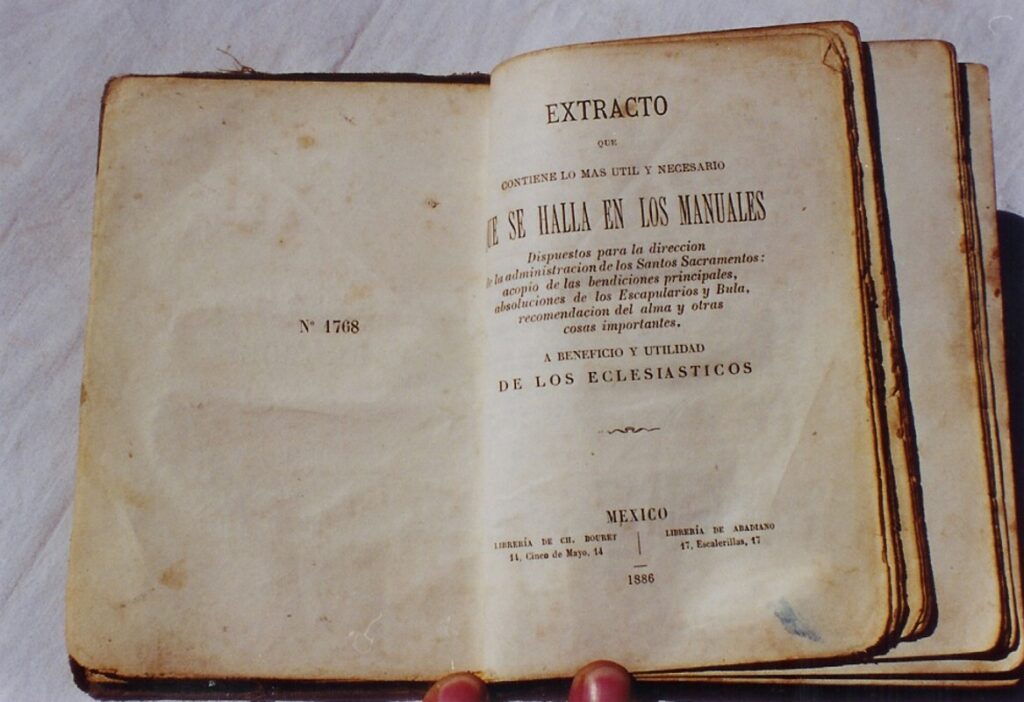 Nº 1768
EXTRACTO
QUE
CONTIENE LO MAS UTIL Y NECESARIO
UE SE HALLA EN LOS MANUALES
Dispuestos para la direccion
de la administracion de los Santos Sacramentos:
acopio de las bendiciones principales,
absoluciones de los Escapularios y Bula,
recomendacion del alma y otras
cosas importantes.
A BENEFICIO Y UTILIDAD
DE LOS ECLESIASTICOS
MEXICO
LIBRERÍA DE CH. BOURET
14, Cinco de Mayo, 14
LIBRERÍA DE ABADIANO
17, Escalerillas, 17
1886